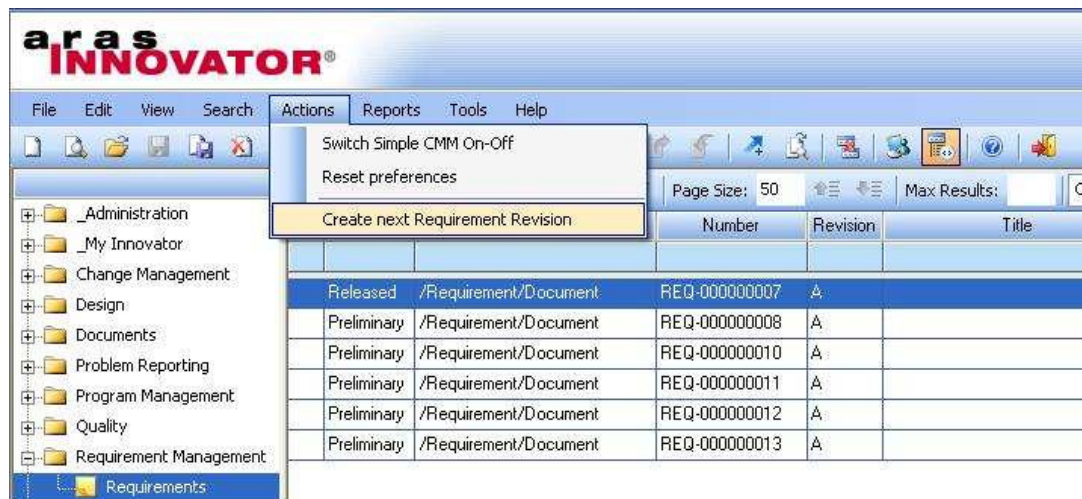 aras
INNOVATOR®
File Edit View Search Actions Reports Tools Help
Switch Simple CMM On-Off
Reset preferences
Create next Requirement Revision
Page Size: 50 Max Results:
Number Revision Title
_Administration
_My Innovator
Change Management
Design
Documents
Problem Reporting
Program Management
Quality
Requirement Management
Requirements
Released /Requirement/Document REQ-000000007 A
Preliminary /Requirement/Document REQ-000000008 A
Preliminary /Requirement/Document REQ-000000010 A
Preliminary /Requirement/Document REQ-000000011 A
Preliminary /Requirement/Document REQ-000000012 A
Preliminary /Requirement/Document REQ-000000013 A